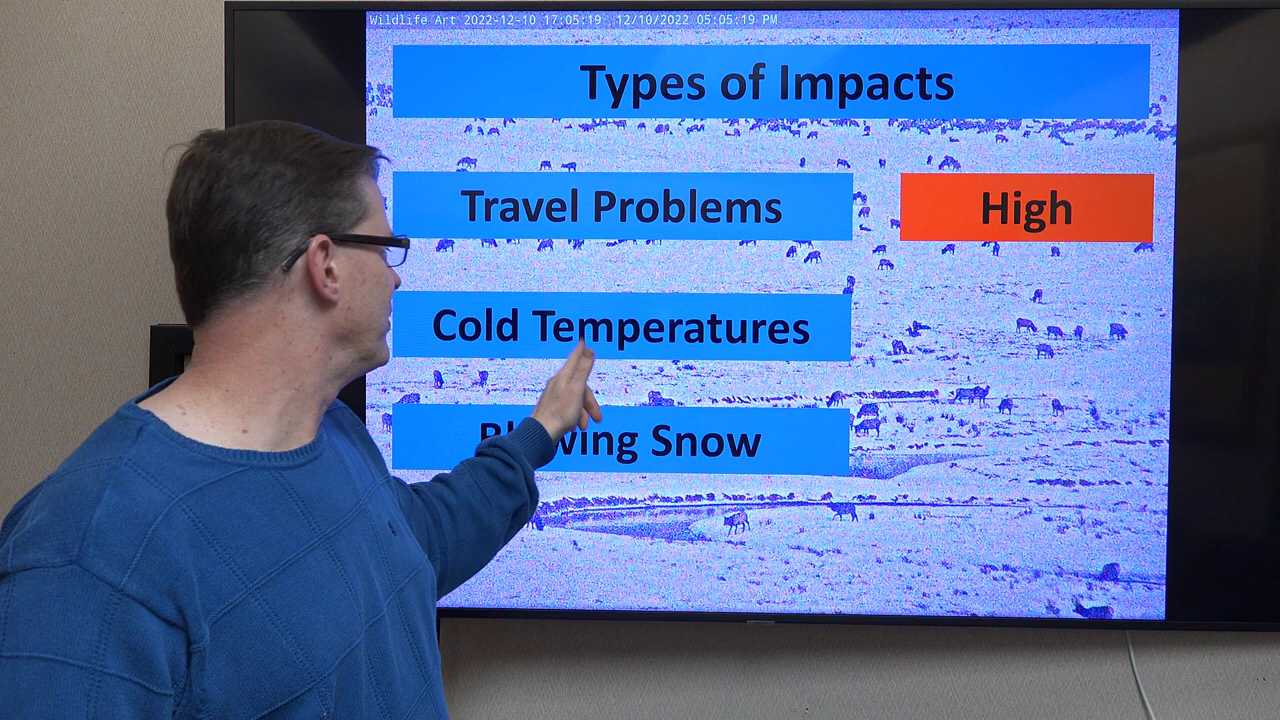 Wildlife Art 2022-12-10 17:05:19 12/10/2022 05:05:19 PM
Types of Impacts
Travel Problems
High
Cold Temperatures
Blowing Snow